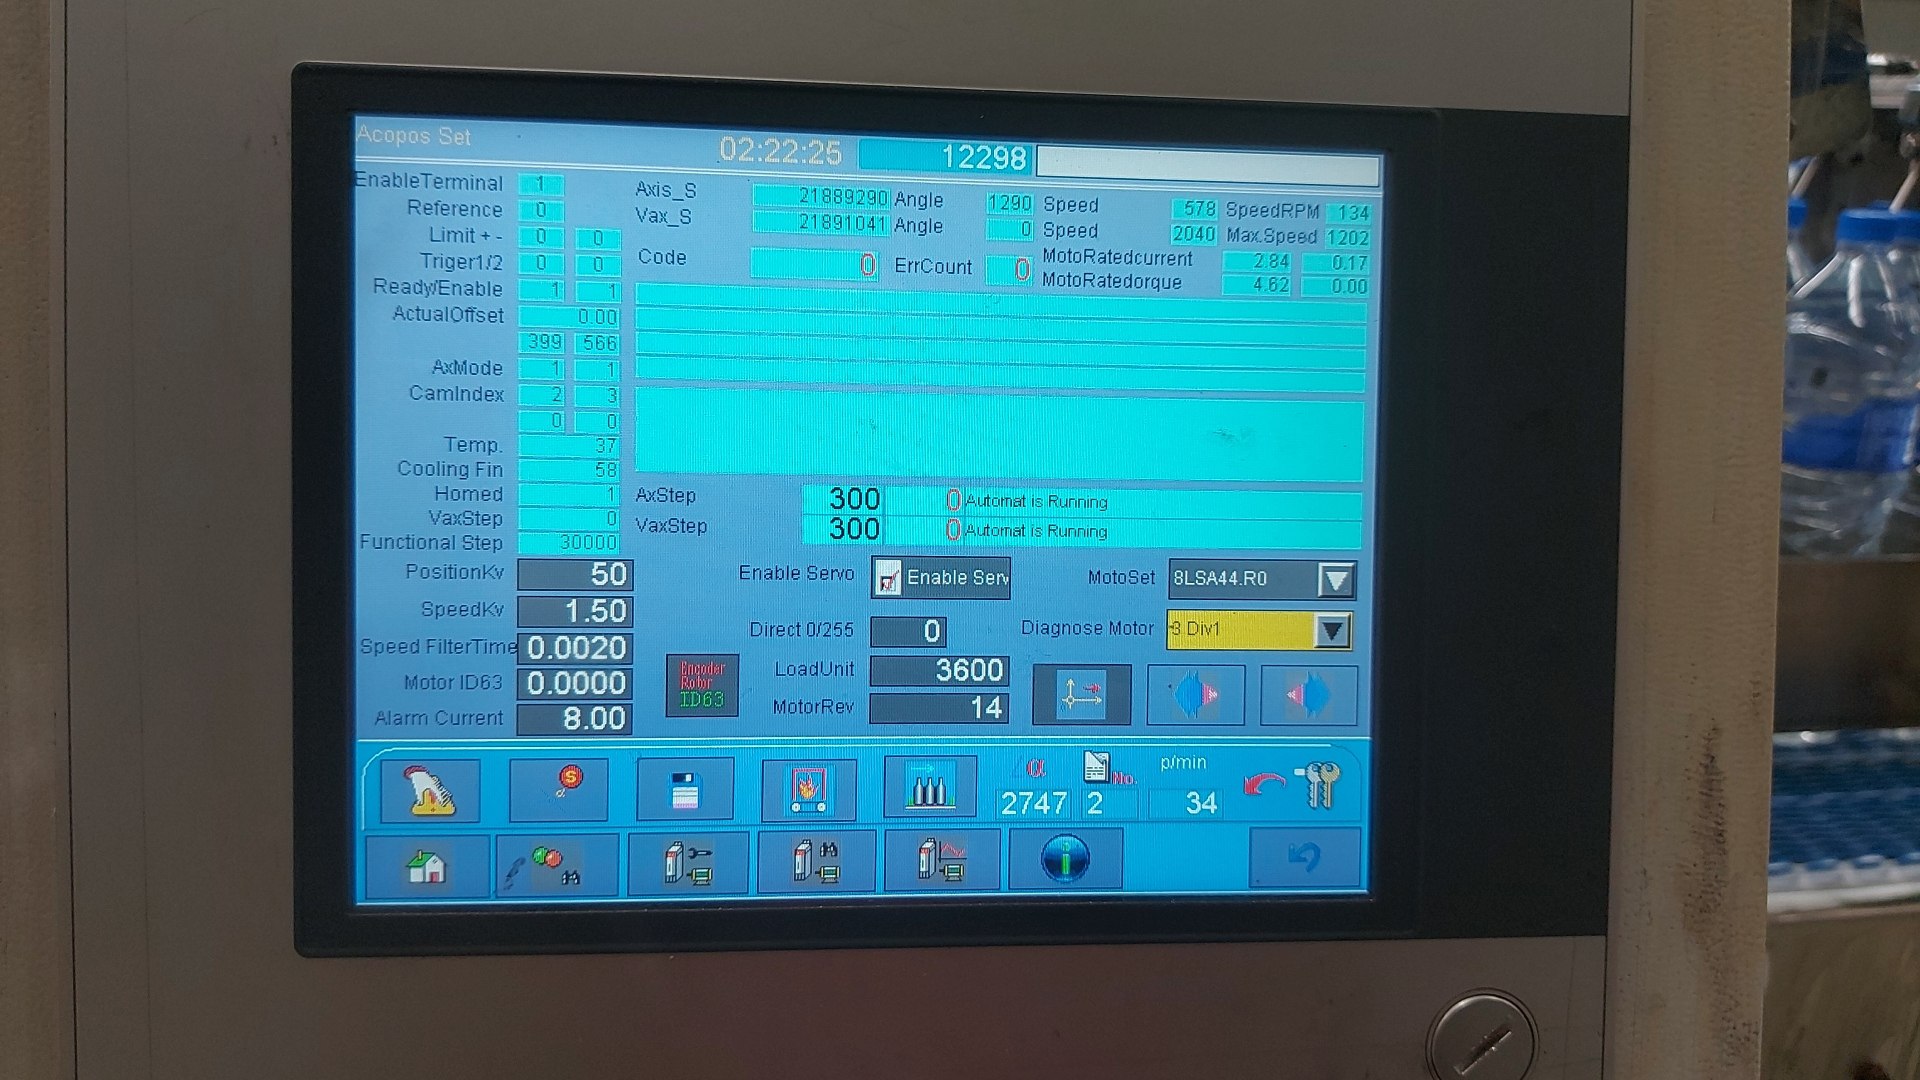 Acopos Set 02:22:25 12298
EnableTerminal 1 Axis_S 21889290 Angle 1290 Speed 578 SpeedRPM 134
Reference 0 Vax_S 21891041 Angle 0 Speed 2040 Max.Speed 1202
Limit + - 0 0 Code 0 ErrCount 0 MotoRatedcurrent 2.84 0.17
Triger1/2 0 0 MotoRatedorque 4.62 0.00
Ready/Enable 1 1
ActualOffset 0.00
399 566
AxMode 1 1
CamIndex 2 3
0 0
Temp. 37
Cooling Fin 58
Homed 1 AxStep 300 0 Automat is Running
VaxStep 0 VaxStep 300 0 Automat is Running
Functional Step 30000
PositionKv 50 Enable Servo Enable Serv MotoSet 8LSA44.R0
SpeedKv 1.50 Direct 0/255 0 Diagnose Motor -3 Div1
Speed FilterTime 0.0020 Encoder Rotor ID63 LoadUnit 3600
Motor ID63 0.0000 MotorRev 14
Alarm Current 8.00
S α α No. p/min
2747 2 34
i